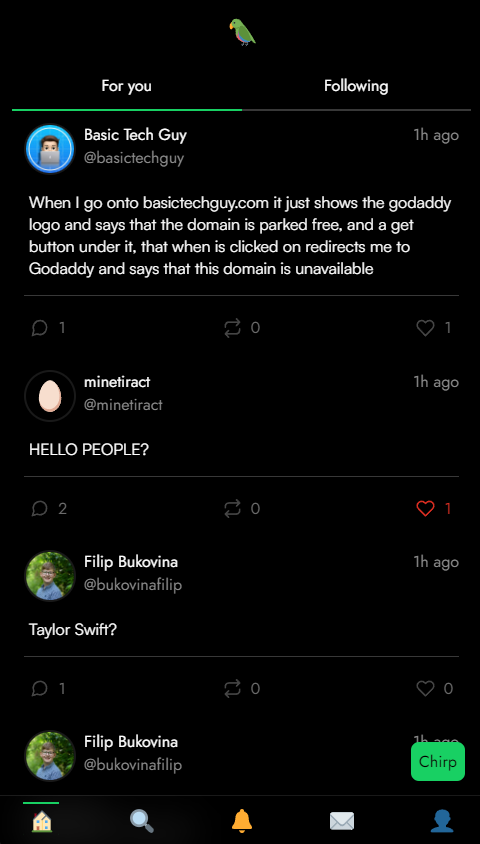 For you
Following
Basic Tech Guy
1h ago
@basictechguy
When I go onto basictechguy.com it just shows the godaddy
logo and says that the domain is parked free, and a get
button under it, that when is clicked on redirects me to
Godaddy and says that this domain is unavailable
1
0
1
minetiract
1h ago
@minetiract
HELLO PEOPLE?
2
0
1
Filip Bukovina
1h ago
@bukovinafilip
Taylor Swift?
1
0
0
Filip Bukovina
1h ago
@bukovinafilip
Chirp